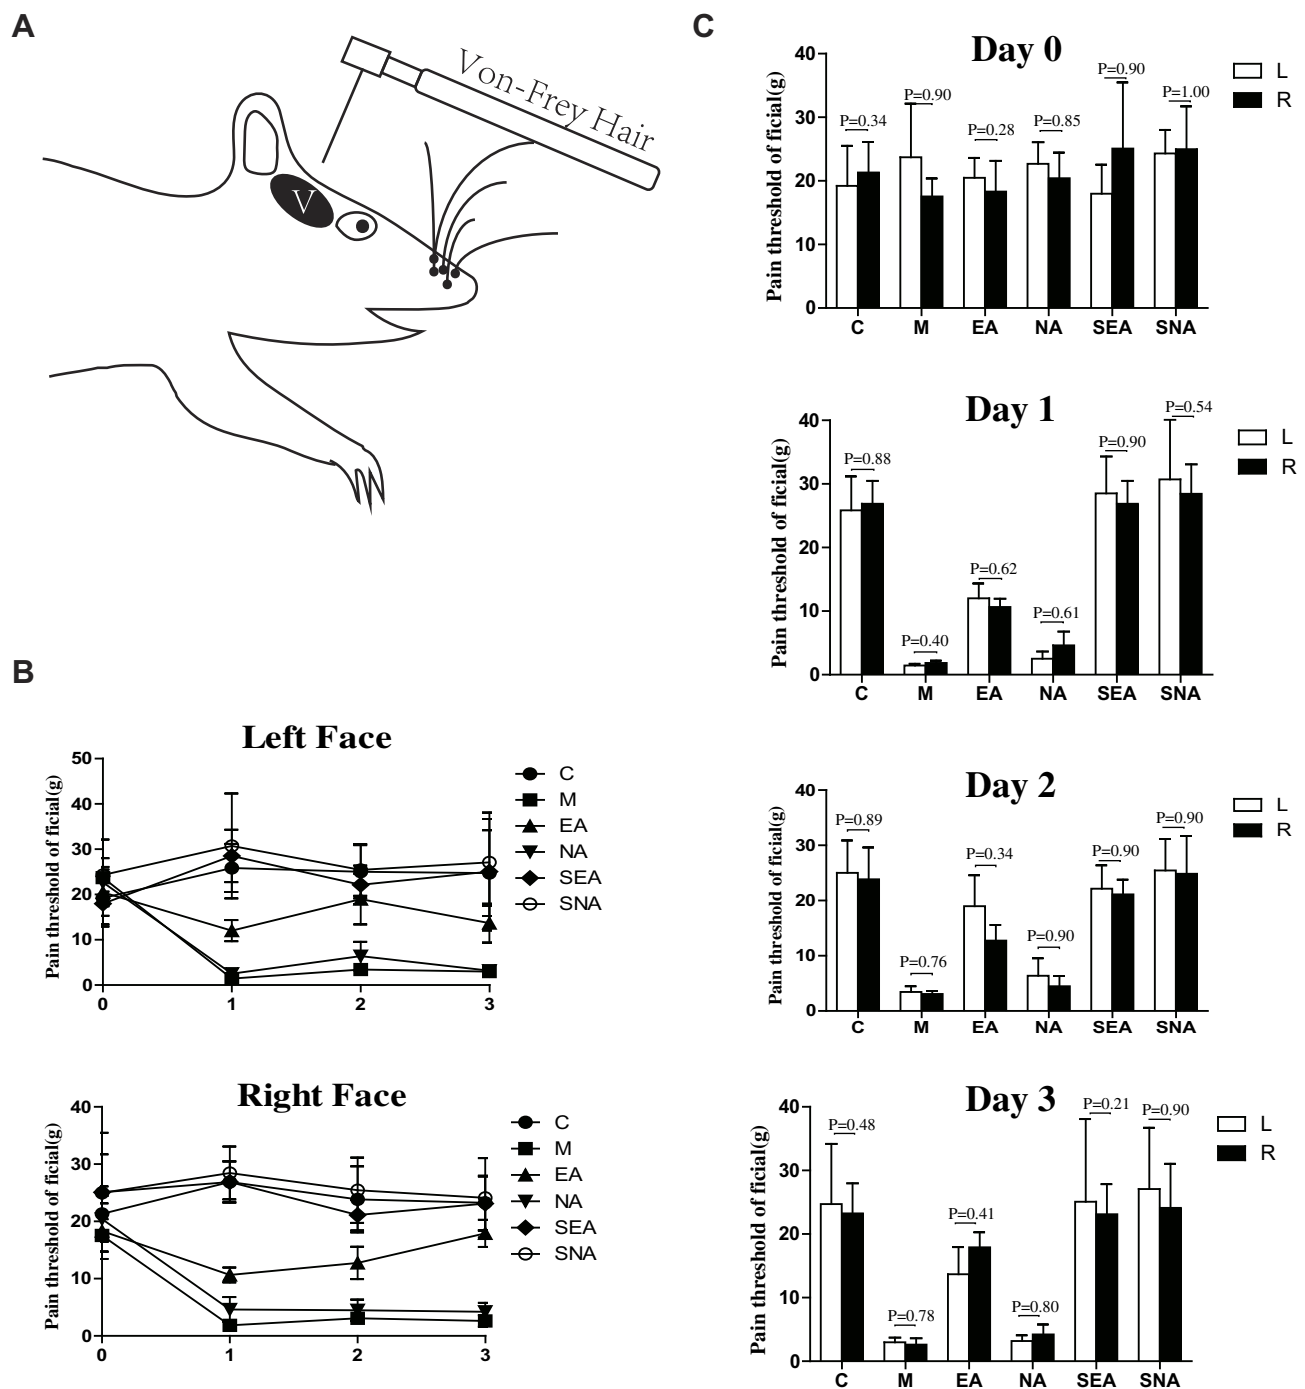 A
Von-Frey Hair
V
B
Left Face
Pain threshold of ficial(g)
50
40
30
20
10
0
0 1 2 3
C
M
EA
NA
SEA
SNA
Right Face
Pain threshold of ficial(g)
40
30
20
10
0
0 1 2 3
C
M
EA
NA
SEA
SNA
C
Day 0
Pain threshold of ficial(g)
40
30
20
10
0
P=0.34 P=0.90 P=0.28 P=0.85 P=0.90 P=1.00
C M EA NA SEA SNA
L
R
Day 1
Pain threshold of ficial(g)
40
30
20
10
0
P=0.88 P=0.40 P=0.62 P=0.61 P=0.90 P=0.54
C M EA NA SEA SNA
L
R
Day 2
Pain threshold of ficial(g)
40
30
20
10
0
P=0.89 P=0.76 P=0.34 P=0.90 P=0.90 P=0.90
C M EA NA SEA SNA
L
R
Day 3
Pain threshold of ficial(g)
40
30
20
10
0
P=0.48 P=0.78 P=0.41 P=0.80 P=0.21 P=0.90
C M EA NA SEA SNA
L
R